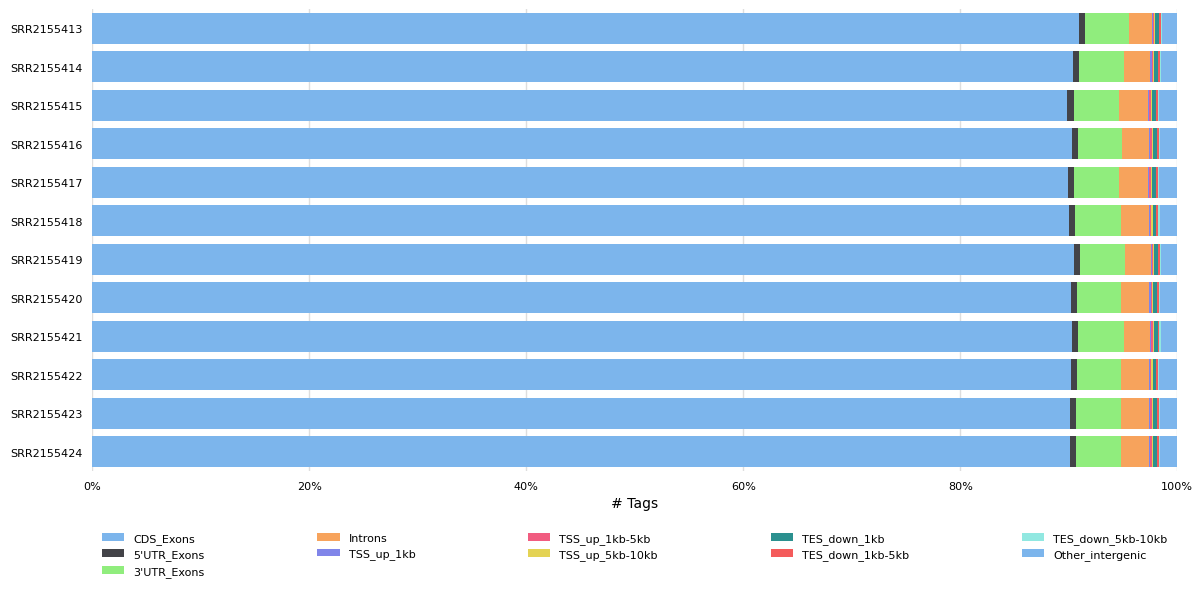 SRR2155413
SRR2155414
SRR2155415
SRR2155416
SRR2155417
SRR2155418
SRR2155419
SRR2155420
SRR2155421
SRR2155422
SRR2155423
SRR2155424
0% 20% 40% 60% 80% 100%
# Tags
CDS_Exons Introns TSS_up_1kb-5kb TES_down_1kb TES_down_5kb-10kb
5'UTR_Exons TSS_up_1kb TSS_up_5kb-10kb TES_down_1kb-5kb Other_intergenic
3'UTR_Exons